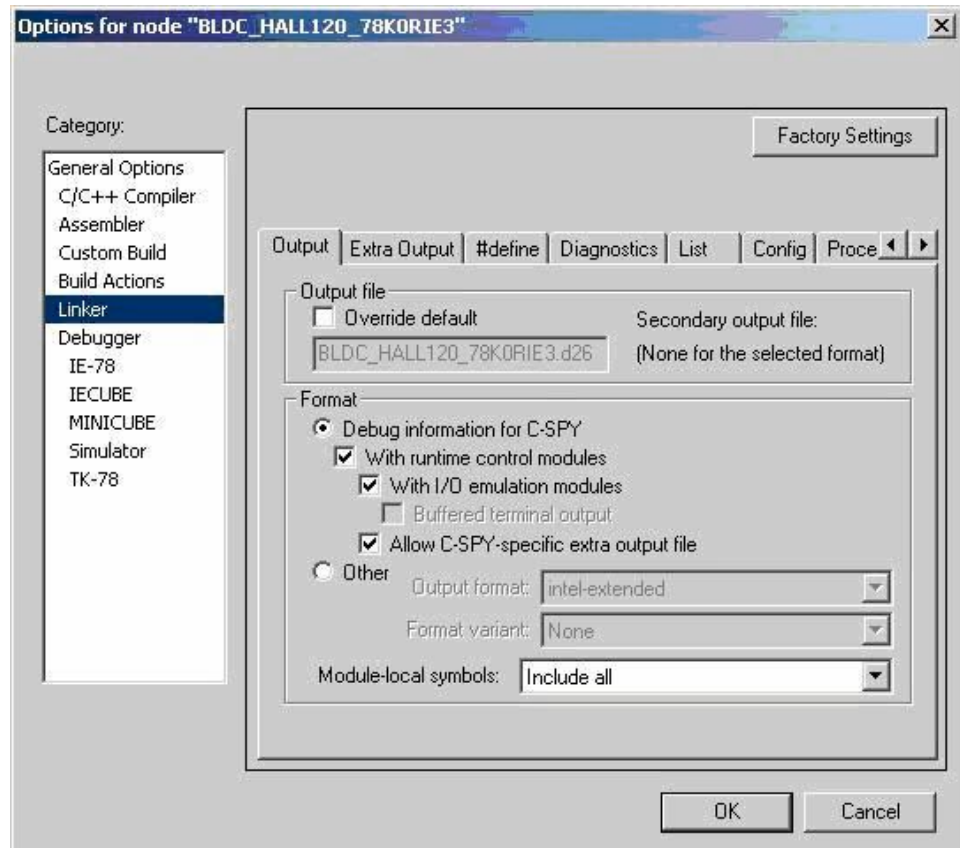 Options for node "BLDC_HALL120_78K0RIE3"
Category:
General Options
C/C++ Compiler
Assembler
Custom Build
Build Actions
Linker
Debugger
IE-78
IECUBE
MINICUBE
Simulator
TK-78
Factory Settings
Output Extra Output #define Diagnostics List Config Proce
Output file
Override default
Secondary output file:
BLDC_HALL120_78K0RIE3.d26
(None for the selected format)
Format
Debug information for C-SPY
With runtime control modules
With I/O emulation modules
Buffered terminal output
Allow C-SPY-specific extra output file
Other
Output format: intel-extended
Format variant: None
Module-local symbols: Include all
OK Cancel